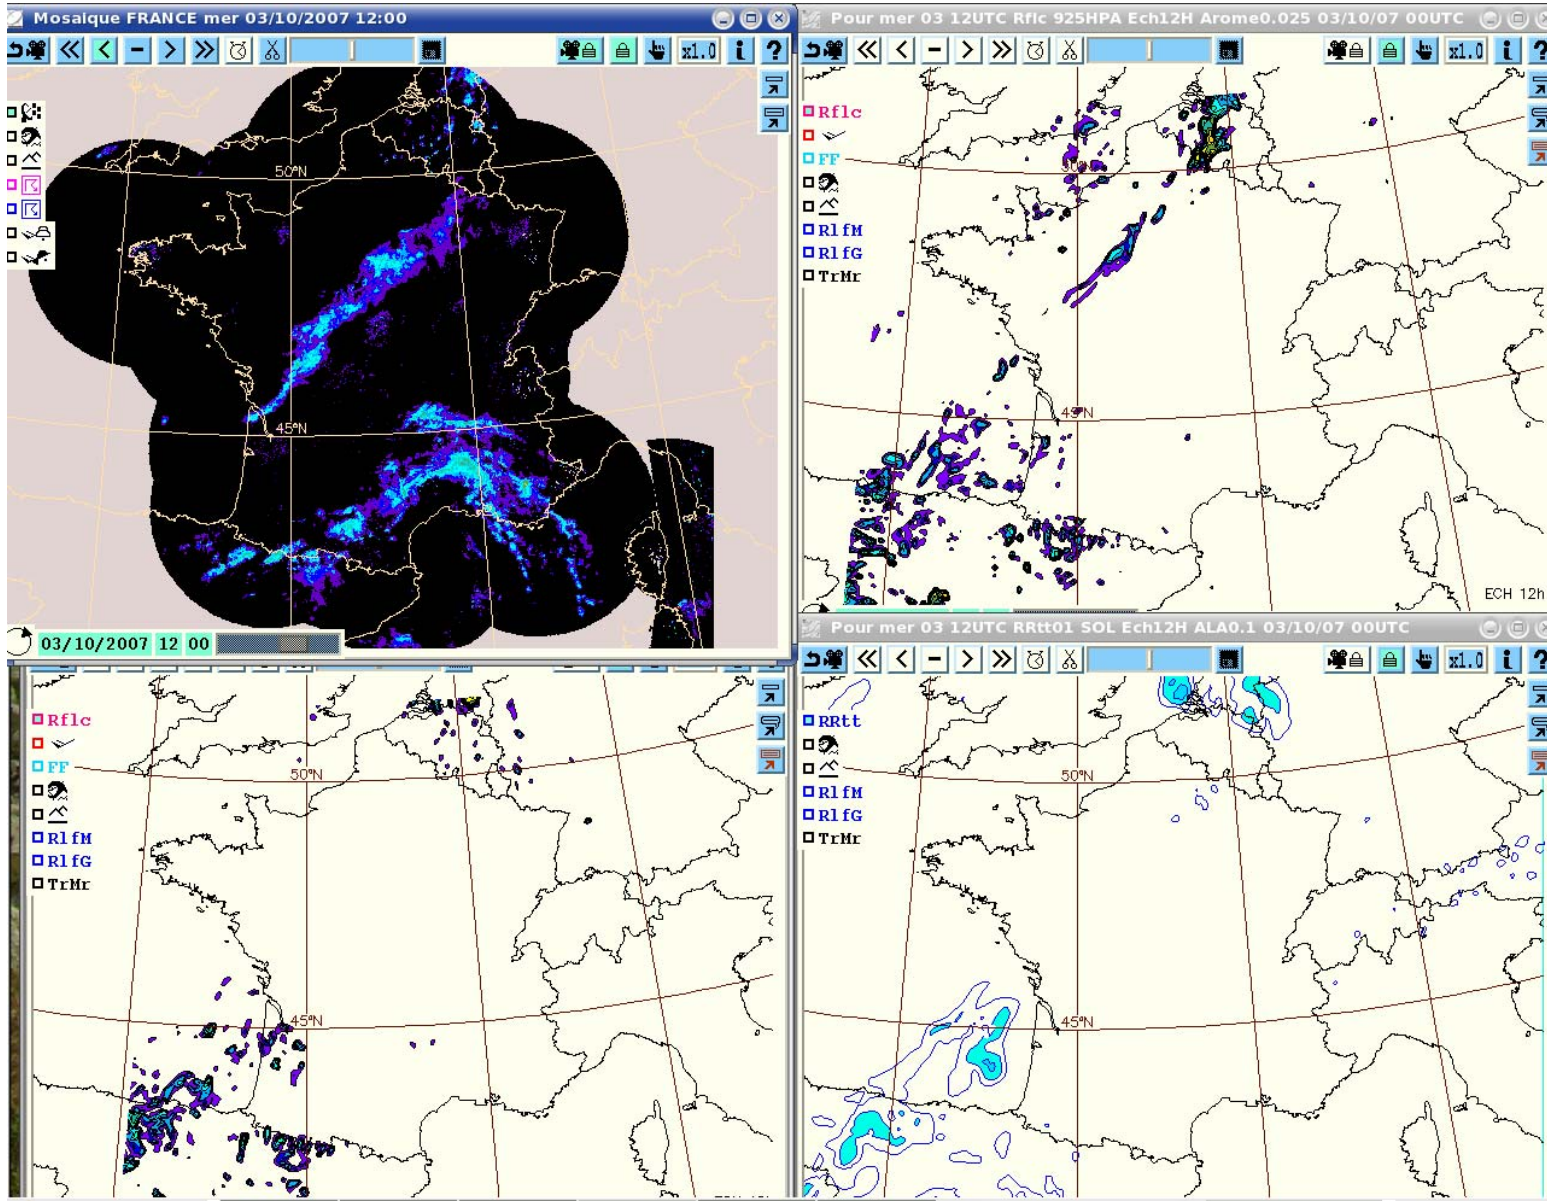 Mosaique FRANCE mer 03/10/2007 12:00
x1.0 i ?
50°N
45°N
03/10/2007 12 00
Pour mer 03 12UTC Rflc 925HPA Ech12H Arome0.025 03/10/07 00UTC
x1.0 i ?
Rflc
FF
RlfM
RlfG
TrMr
45°N
ECH 12h
Rflc
FF
RlfM
RlfG
TrMr
50°N
45°N
Pour mer 03 12UTC RRtt01 SOL Ech12H ALA0.1 03/10/07 00UTC
x1.0 i ?
RRtt
RlfM
RlfG
TrMr
50°N
45°N